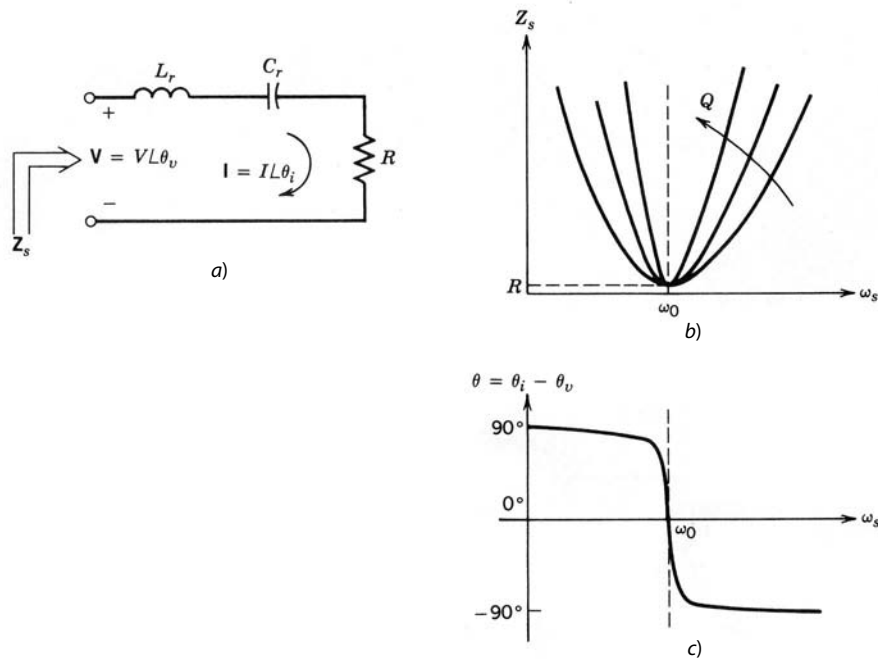 L_r
C_r
+
V = V∠θ_v
I = I∠θ_i
R
−
Z_s
a)
Z_s
Q
R
ω_0
ω_s
b)
θ = θ_i − θ_v
90°
0°
ω_0
ω_s
−90°
c)